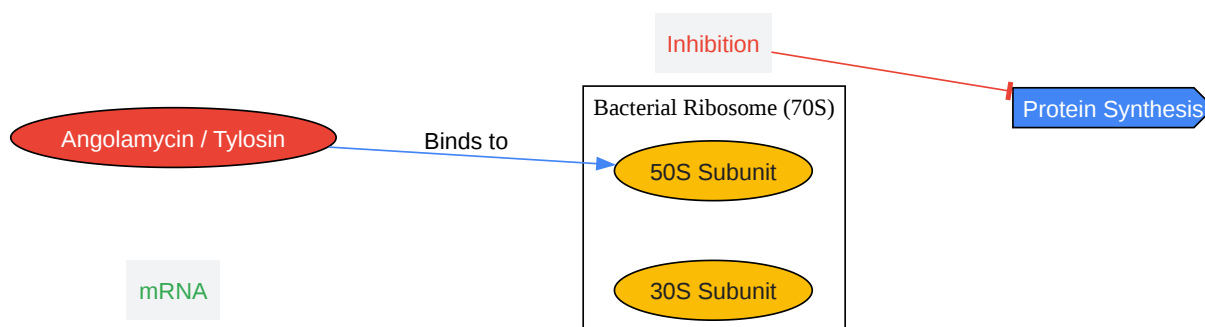 Inhibition
Bacterial Ribosome (70S)
Protein Synthesis
Angolamycin / Tylosin
Binds to
50S Subunit
mRNA
30S Subunit